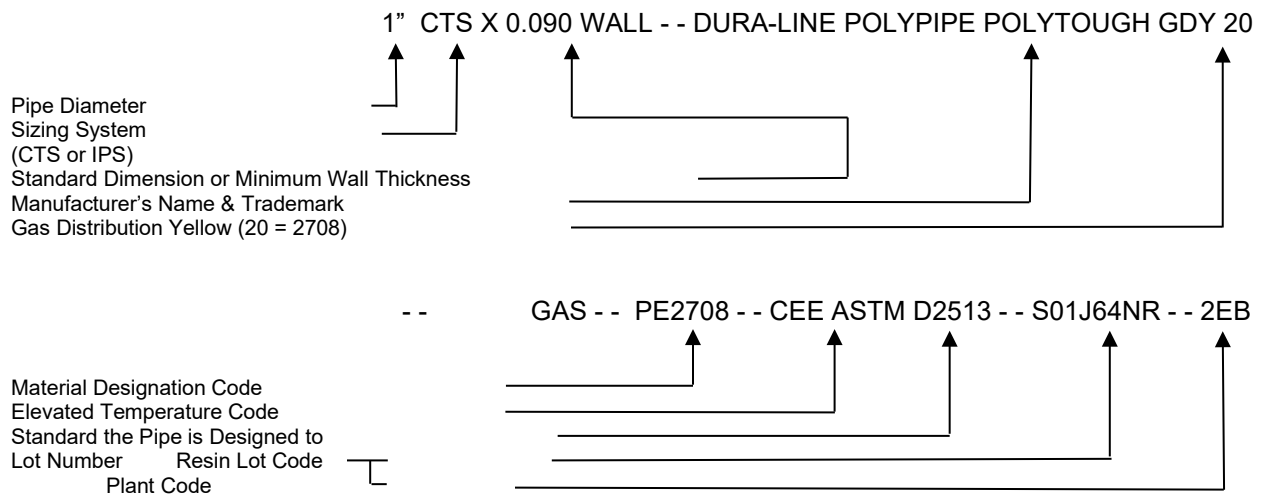 1” CTS X 0.090 WALL - - DURA-LINE POLYPIPE POLYTOUGH GDY 20
Pipe Diameter
Sizing System
(CTS or IPS)
Standard Dimension or Minimum Wall Thickness
Manufacturer’s Name & Trademark
Gas Distribution Yellow (20 = 2708)
- - GAS - - PE2708 - - CEE ASTM D2513 - - S01J64NR - - 2EB
Material Designation Code
Elevated Temperature Code
Standard the Pipe is Designed to
Lot Number Resin Lot Code
Plant Code